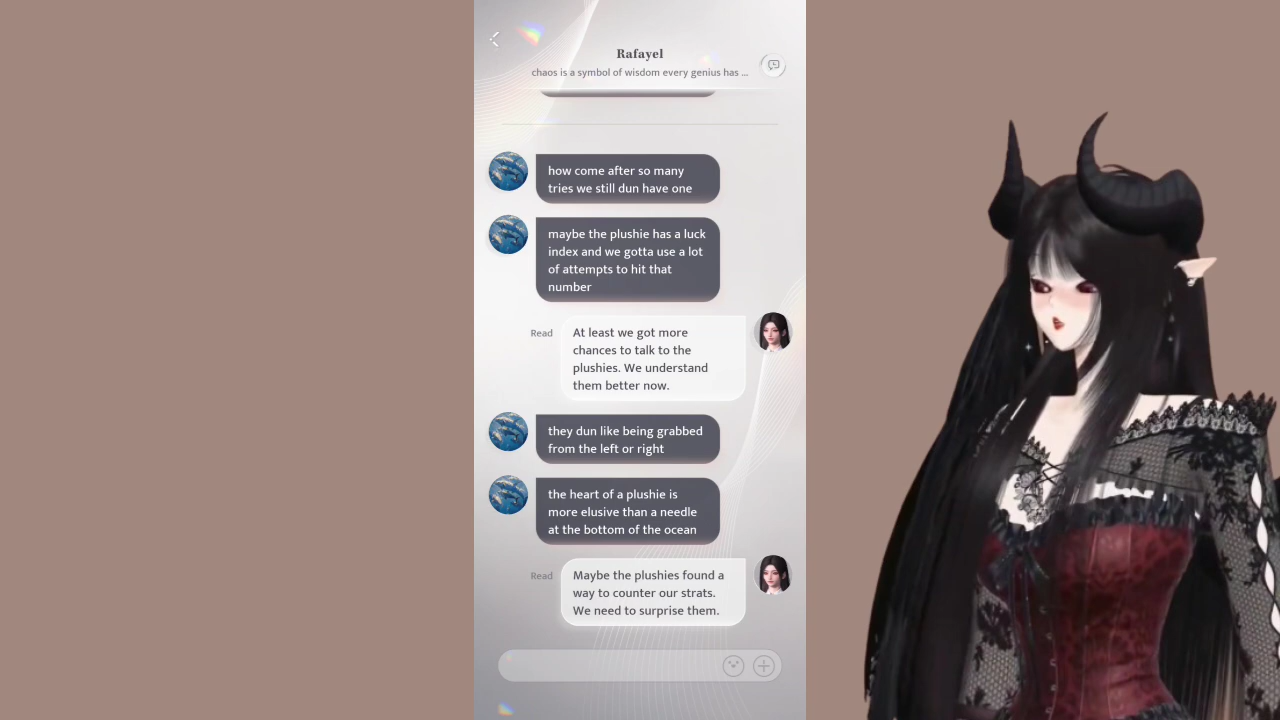 Rafayel
chaos is a symbol of wisdom every genius has ...
how come after so many
tries we still dun have one
maybe the plushie has a luck
index and we gotta use a lot
of attempts to hit that
number
Read
At least we got more
chances to talk to the
plushies. We understand
them better now.
they dun like being grabbed
from the left or right
the heart of a plushie is
more elusive than a needle
at the bottom of the ocean
Read
Maybe the plushies found a
way to counter our strats.
We need to surprise them.